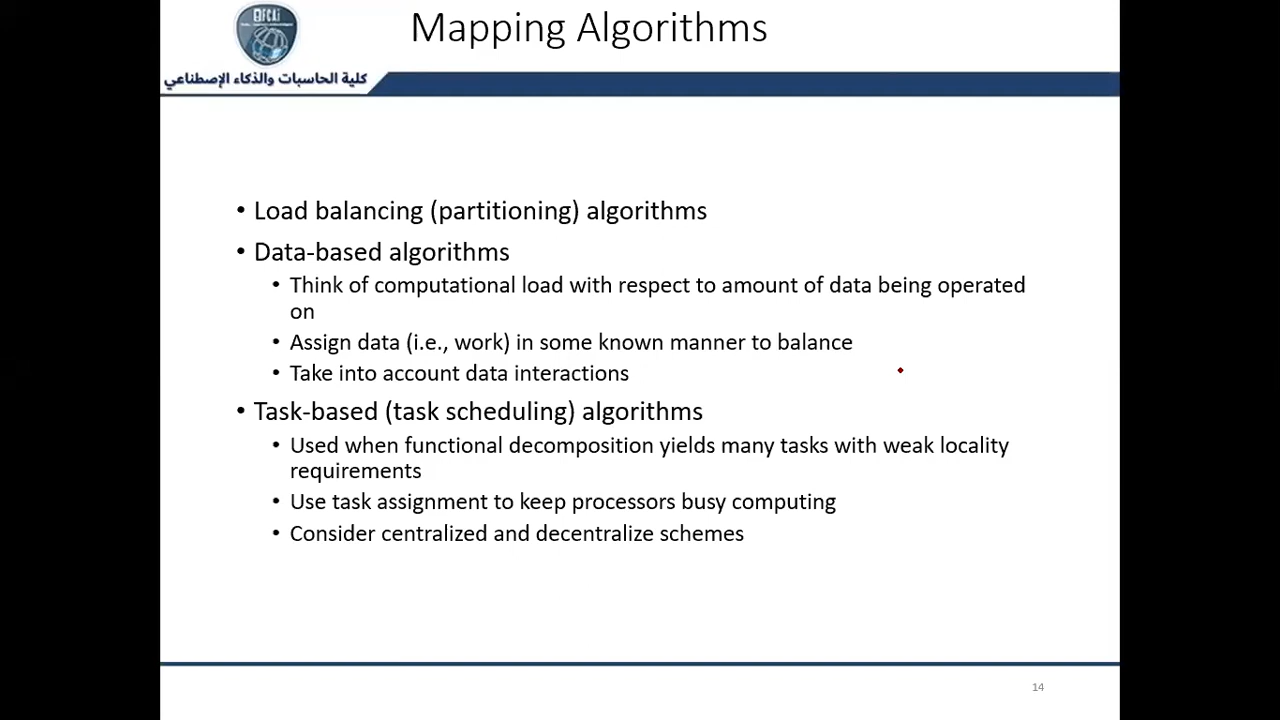 Mapping Algorithms
BFCAi
كلية الحاسبات والذكاء الإصطناعي
• Load balancing (partitioning) algorithms
• Data-based algorithms
• Think of computational load with respect to amount of data being operated
on
• Assign data (i.e., work) in some known manner to balance
• Take into account data interactions
• Task-based (task scheduling) algorithms
• Used when functional decomposition yields many tasks with weak locality
requirements
• Use task assignment to keep processors busy computing
• Consider centralized and decentralize schemes
14